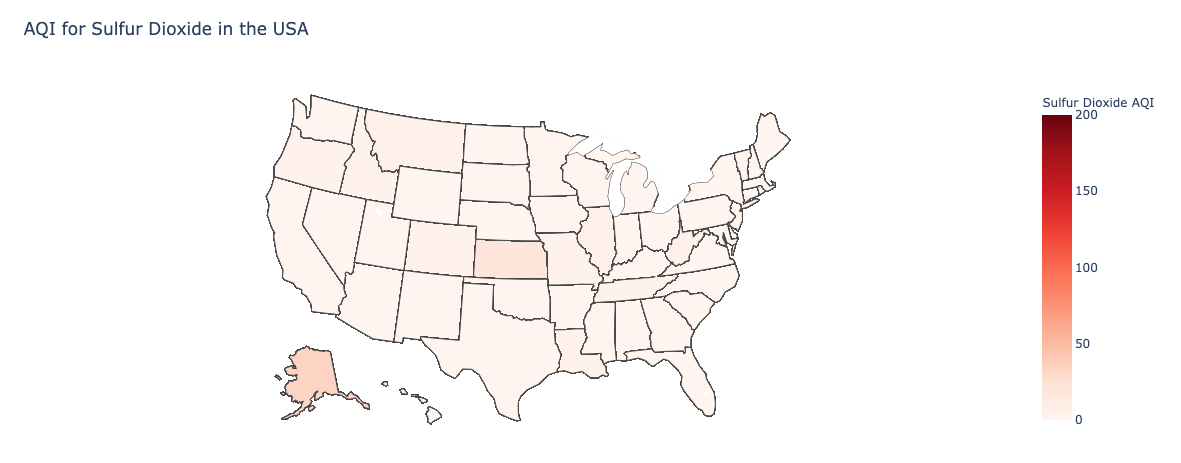 AQI for Sulfur Dioxide in the USA
Sulfur Dioxide AQI
200
150
100
50
0